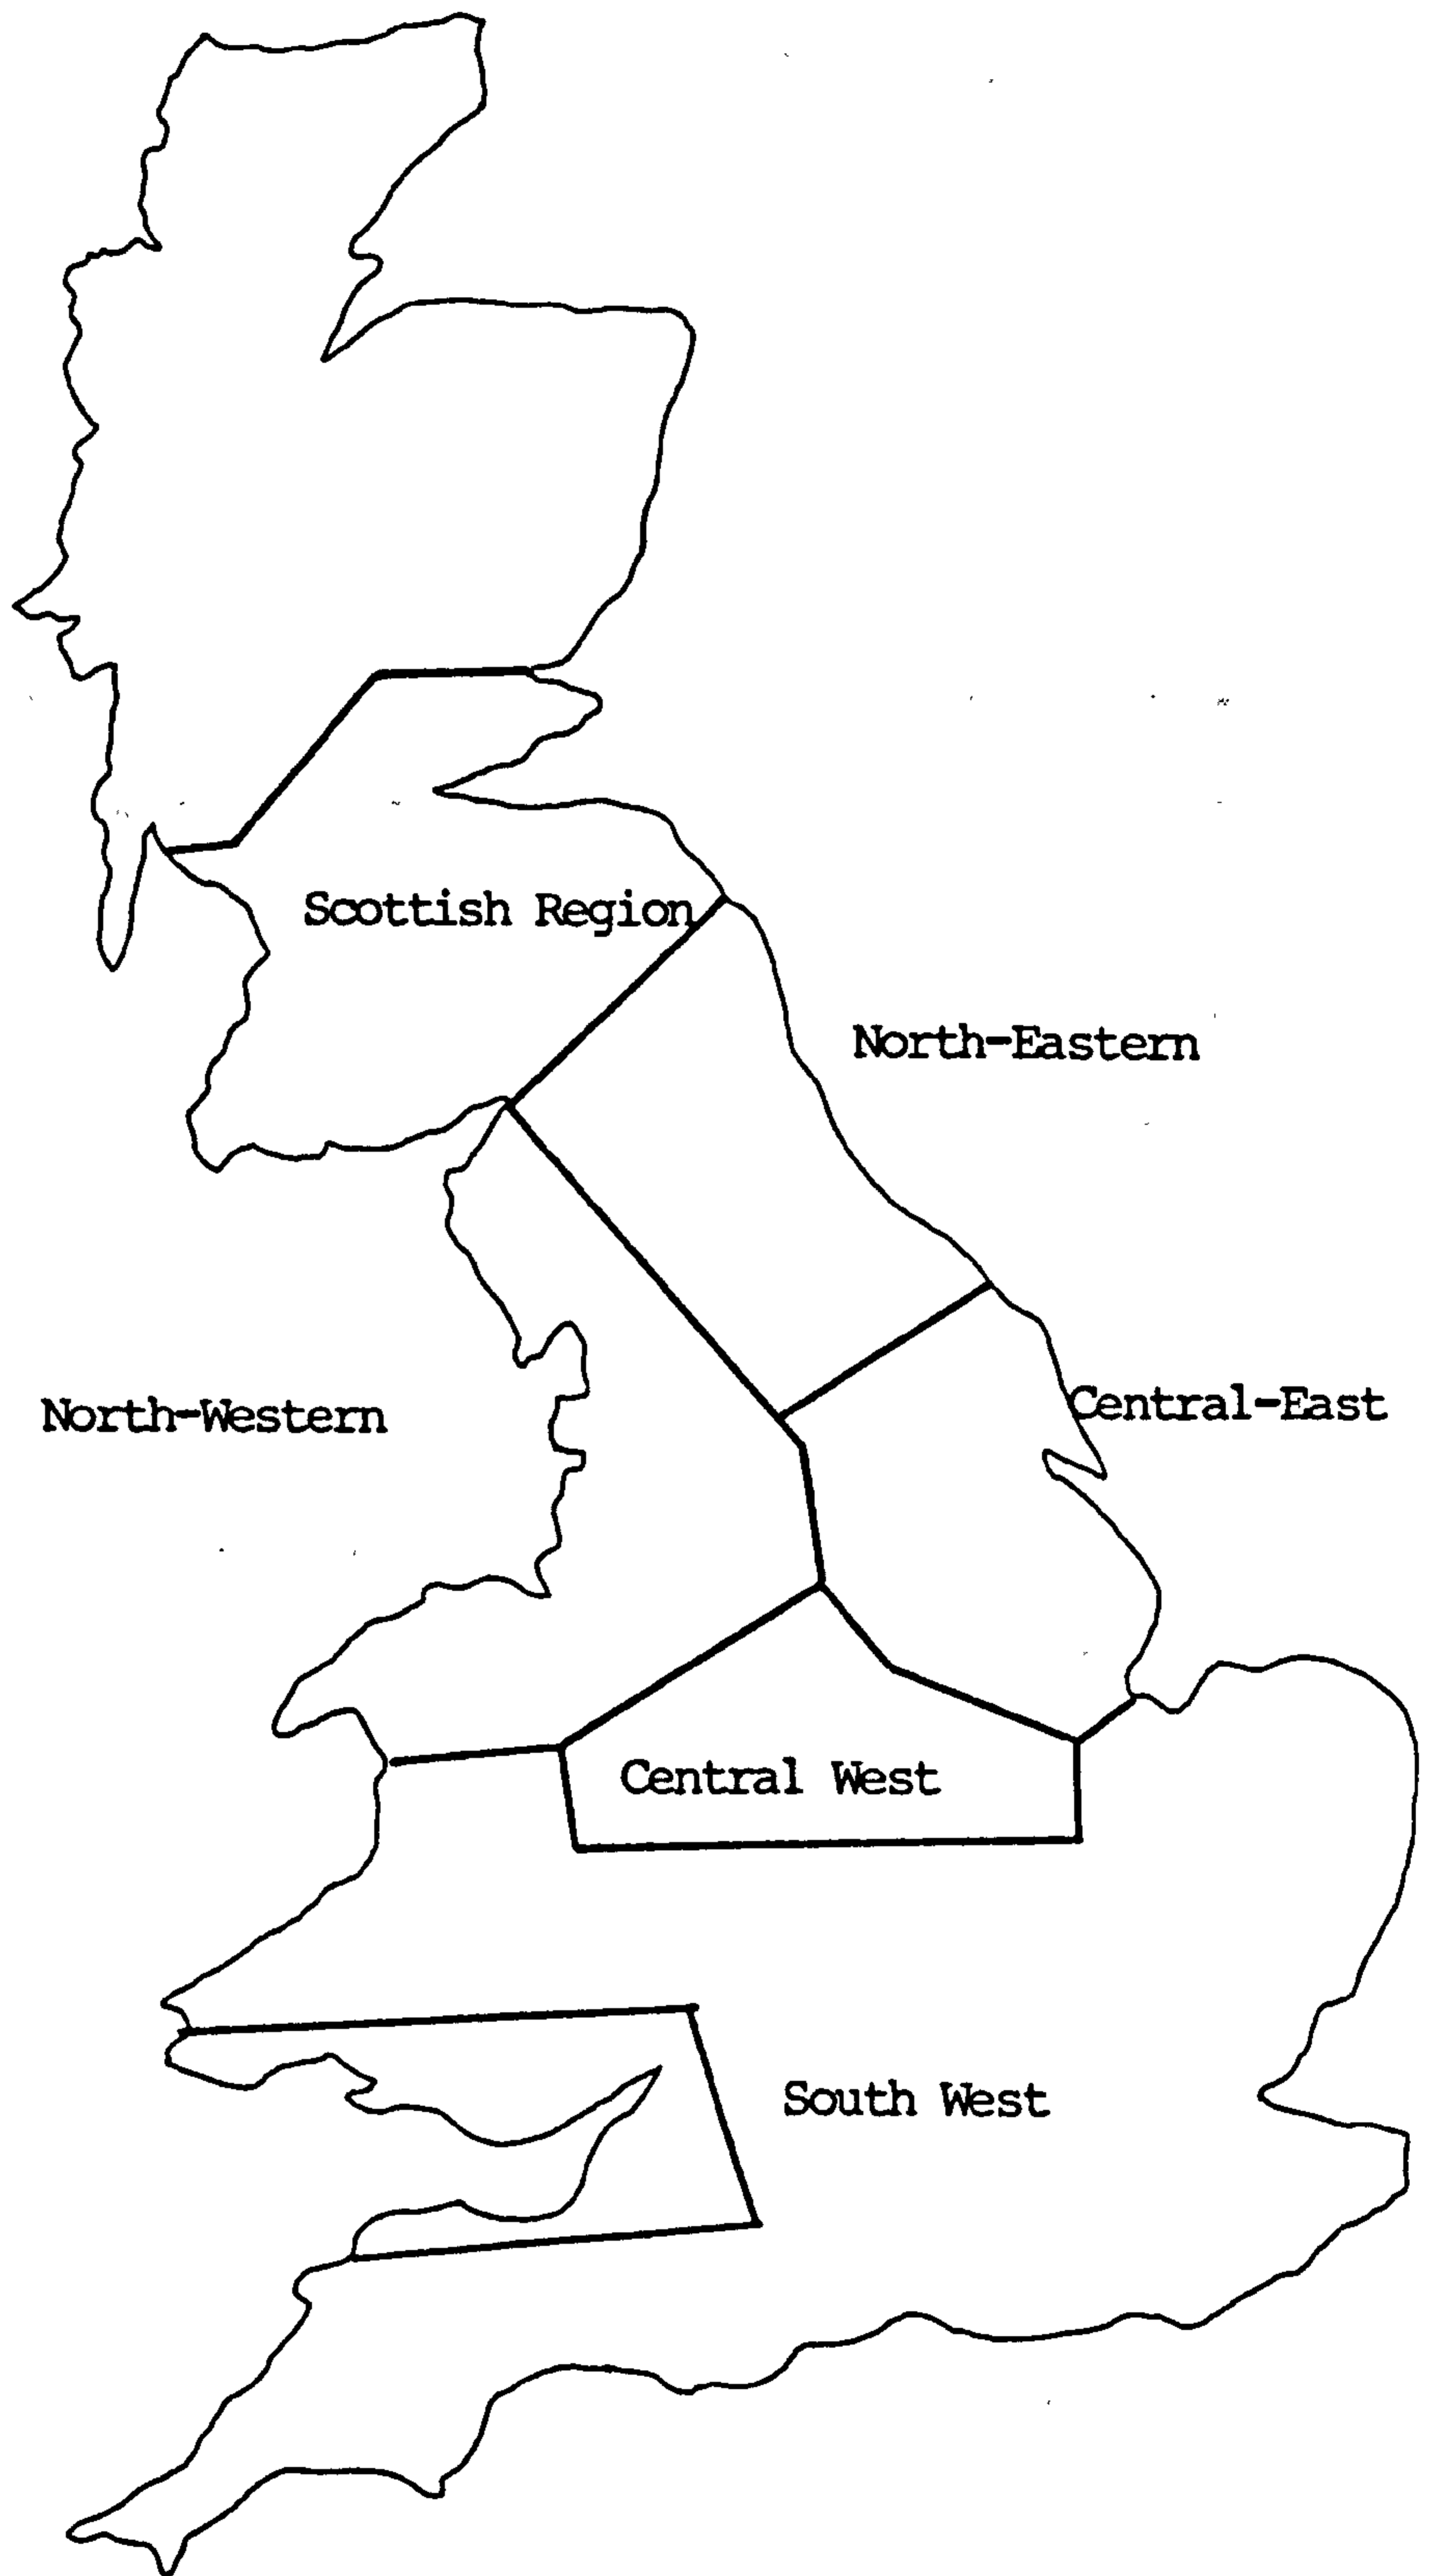 Scottish Region
North-Eastern
Central-East
North-Western
Central West
South West